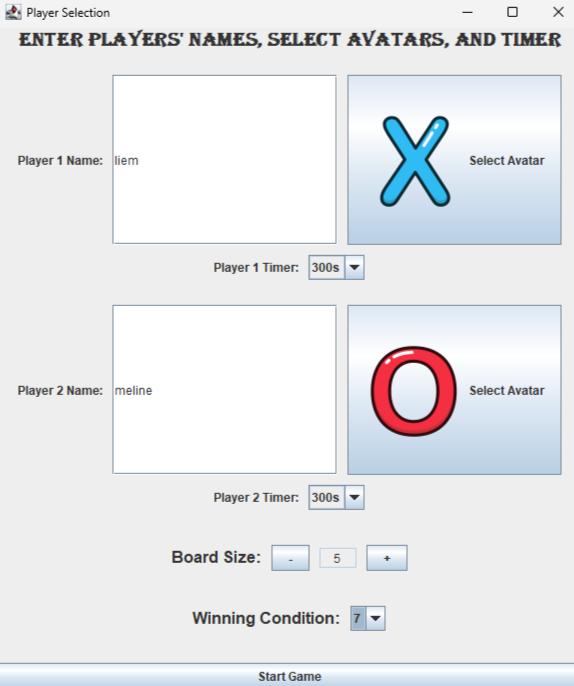 Player Selection
ENTER PLAYERS' NAMES, SELECT AVATARS, AND TIMER
Player 1 Name: liem X Select Avatar
Player 1 Timer: 300s
Player 2 Name: meline O Select Avatar
Player 2 Timer: 300s
Board Size: - 5 +
Winning Condition: 7
Start Game